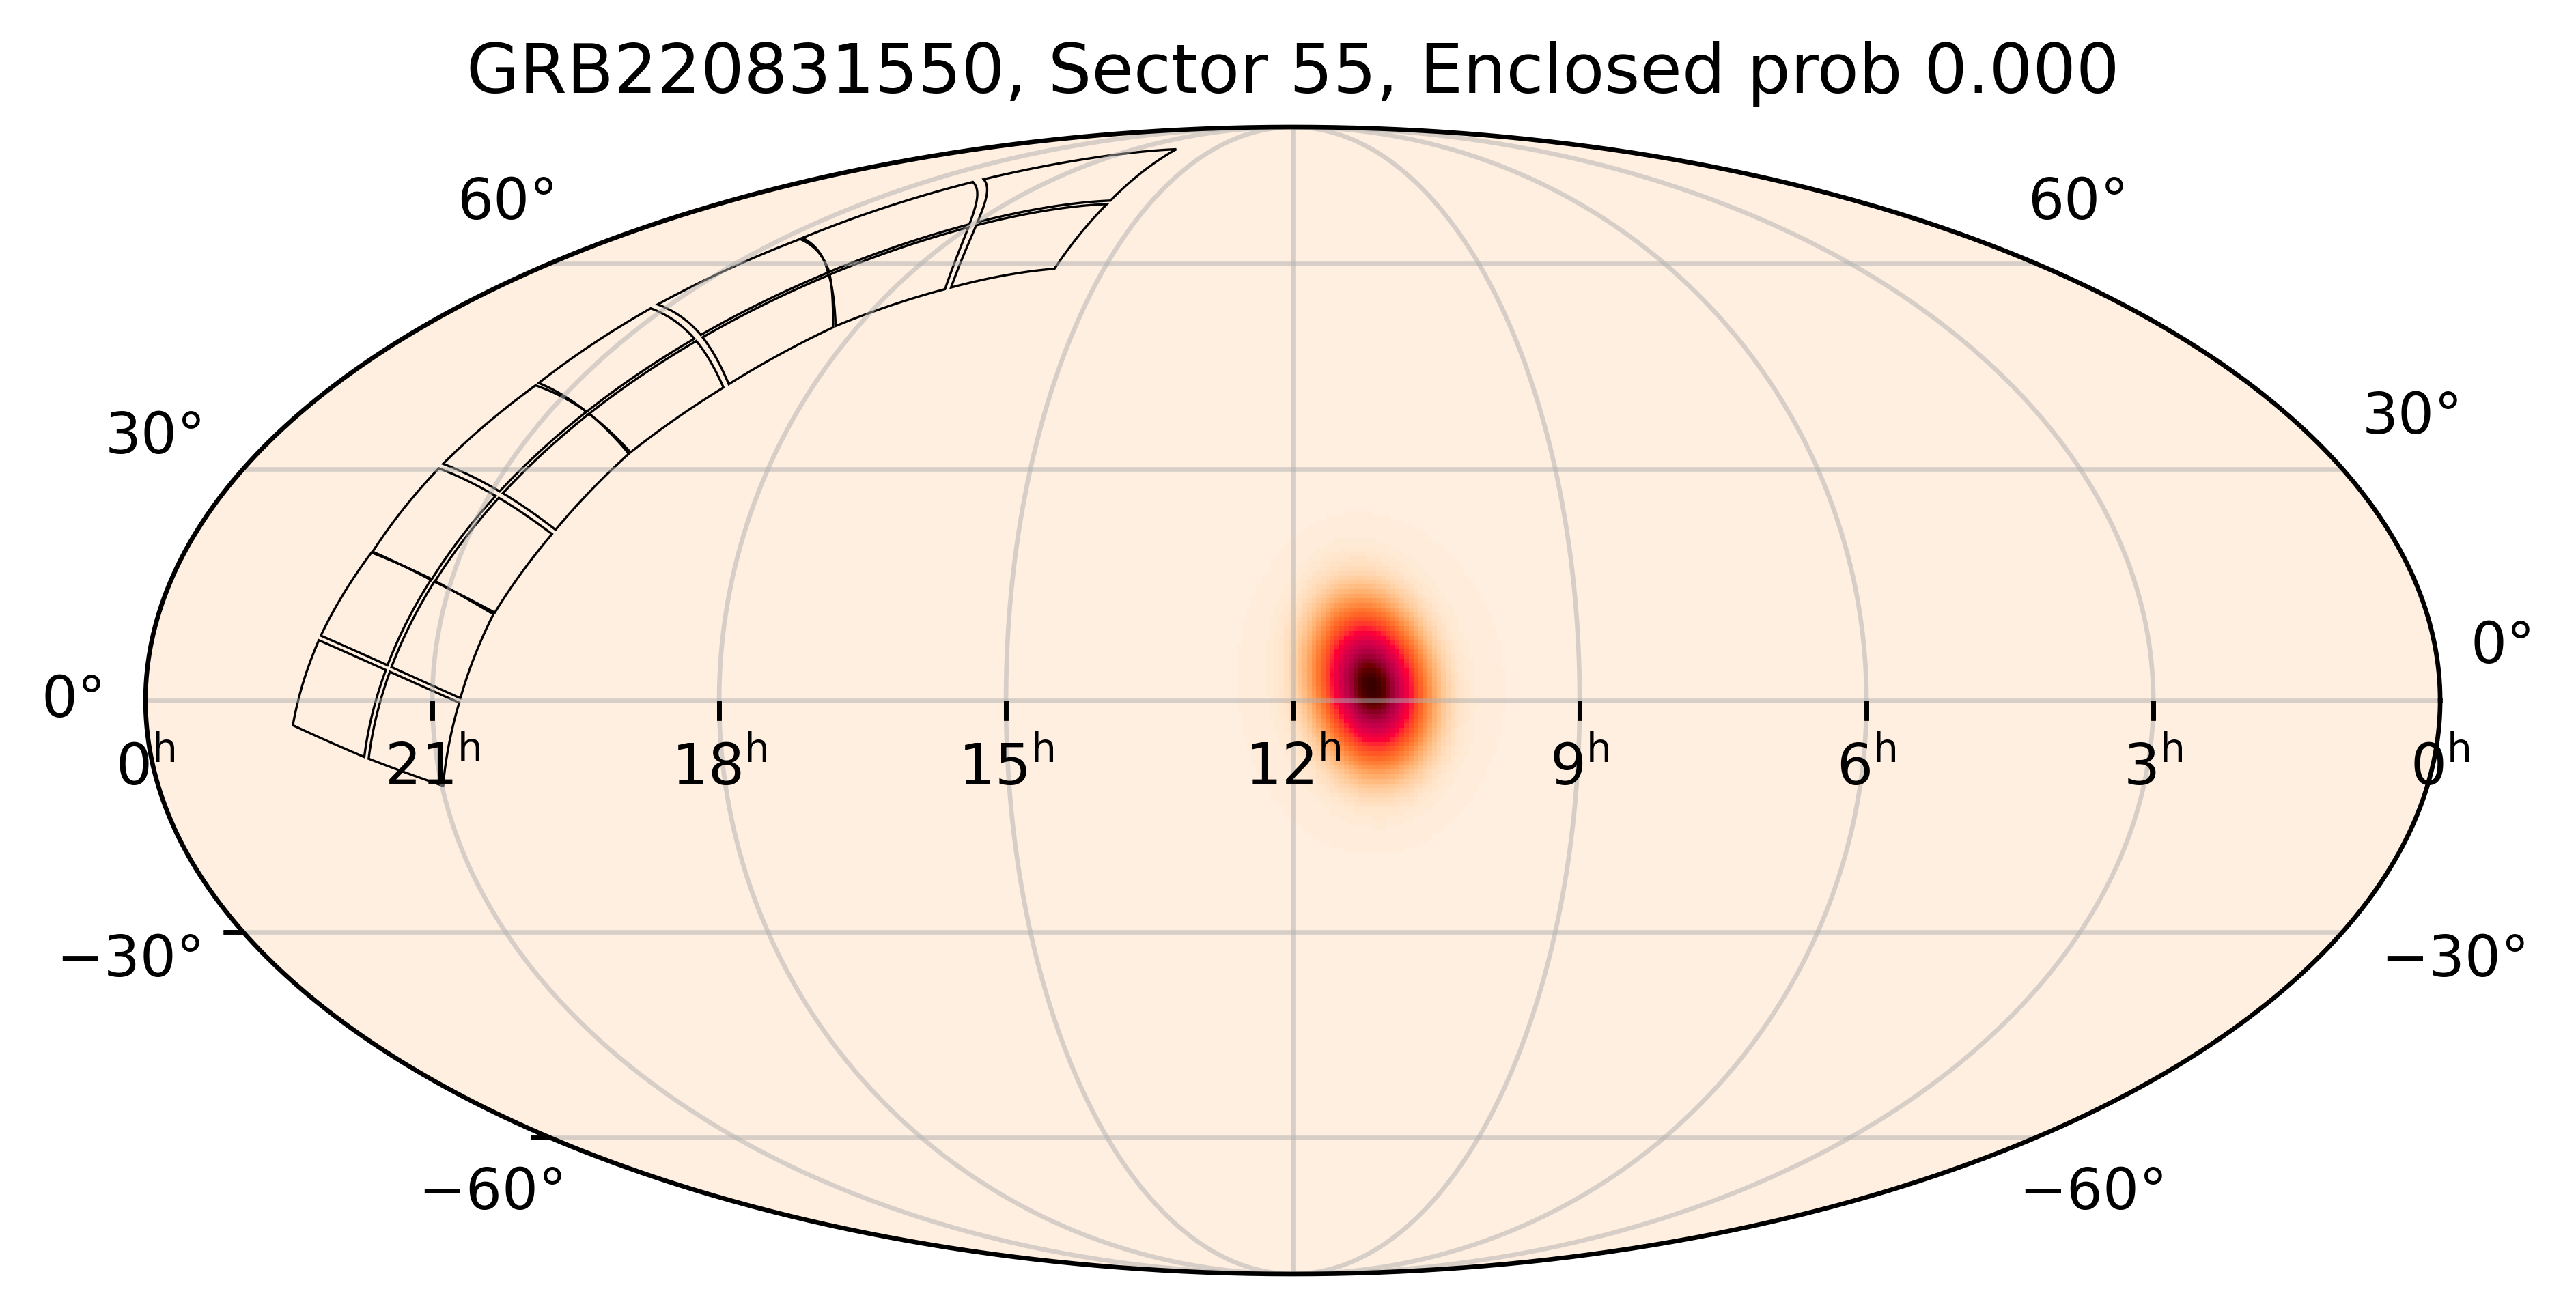 GRB220831550, Sector 55, Enclosed prob 0.000
60° 60°
30° 30°
0° 0°
0ʰ 21ʰ 18ʰ 15ʰ 12ʰ 9ʰ 6ʰ 3ʰ 0ʰ
−30° −30°
−60° −60°